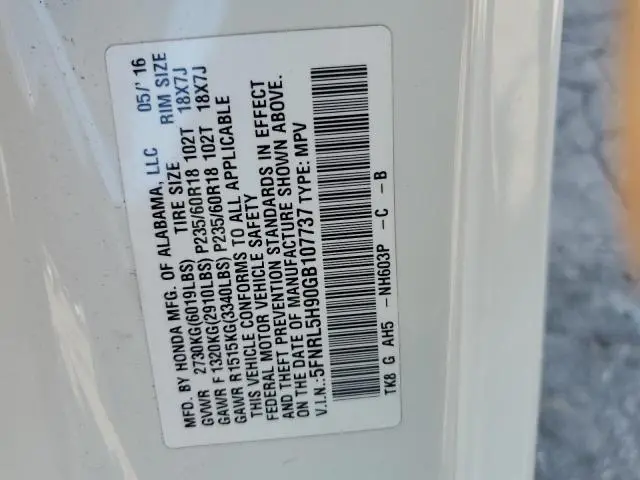 MFD. BY HONDA MFG. OF ALABAMA, LLC 05/' 16
TIRE SIZE RIM SIZE
GVWR 2730KG(6019LBS)
GAWR F 1320KG(2910LBS) P235/60R18 102T 18X7J
GAWR R1515KG(3340LBS) P235/60R18 102T 18X7J
THIS VEHICLE CONFORMS TO ALL APPLICABLE
FEDERAL MOTOR VEHICLE SAFETY
AND THEFT PREVENTION STANDARDS IN EFFECT
ON THE DATE OF MANUFACTURE SHOWN ABOVE.
V.I.N.:5FNRL5H90GB107737 TYPE: MPV
TK8 G AH5 -NH603P -C -B